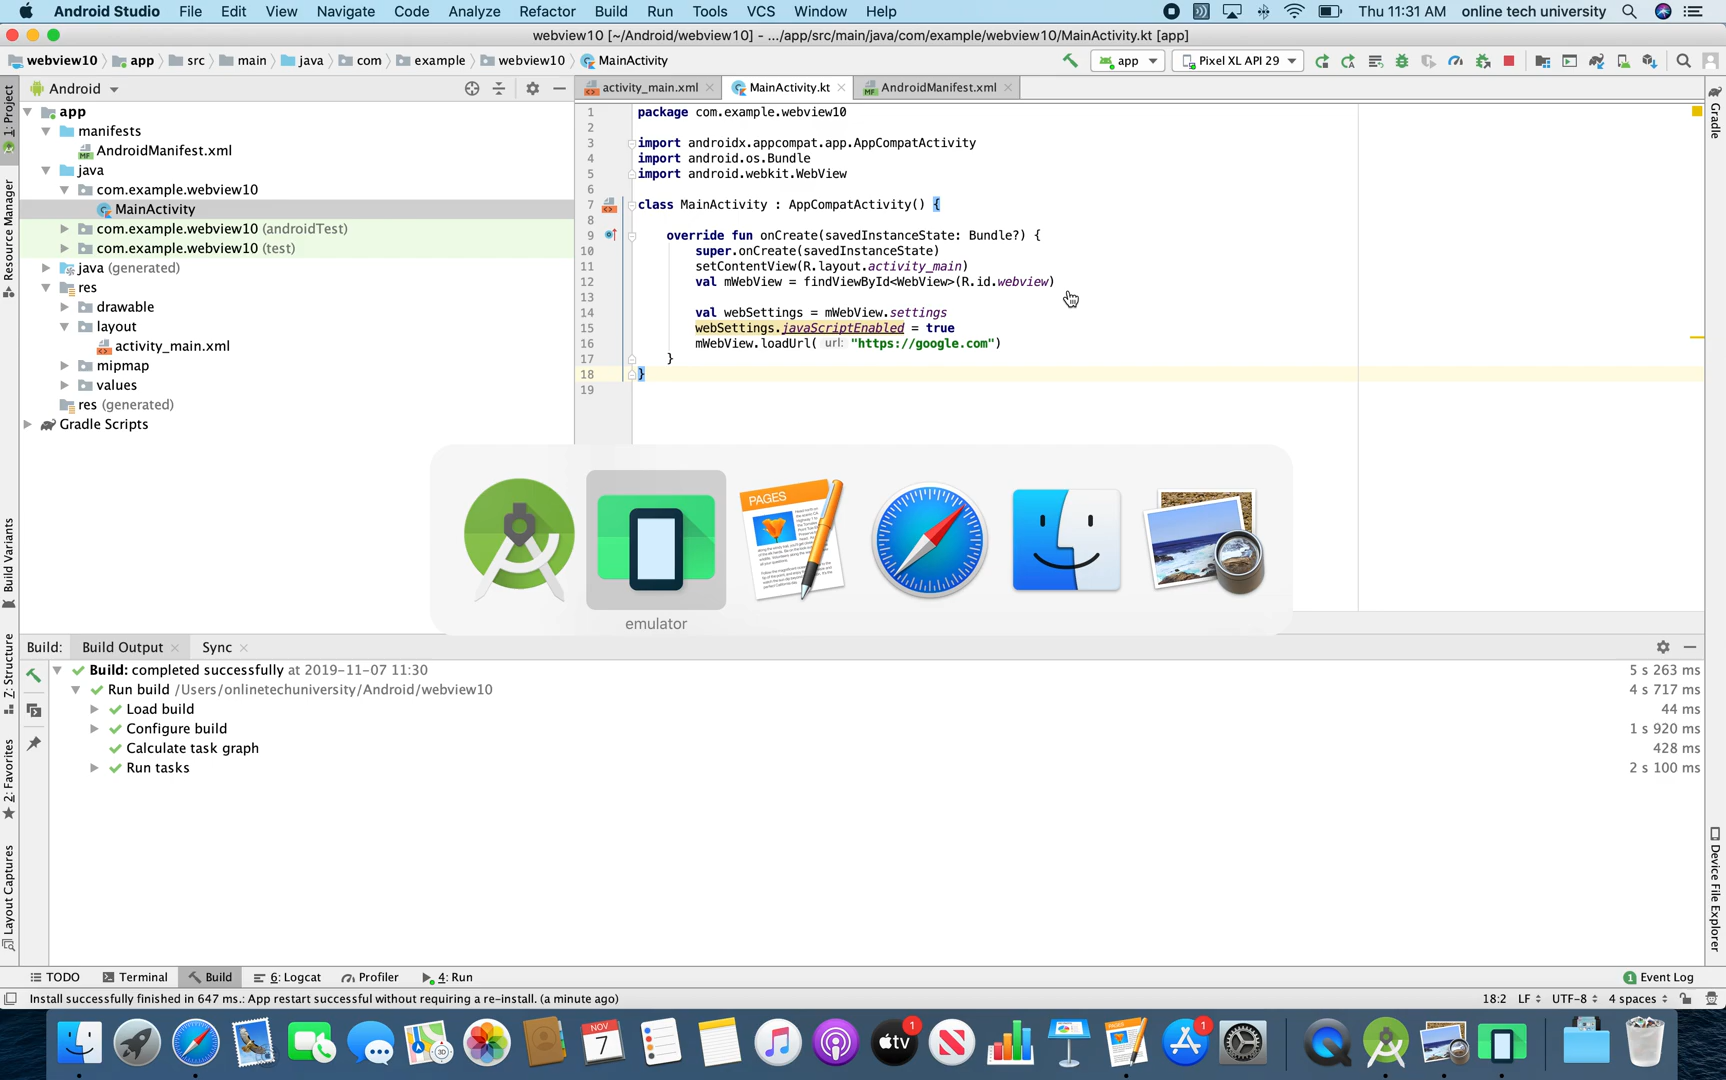 Android Studio File Edit View Navigate Code Analyze Refactor Build Run Tools VCS Window Help Thu 11:31 AM online tech university
webview10 [~/Android/webview10] - .../app/src/main/java/com/example/webview10/MainActivity.kt [app]
webview10 app src main java com example webview10 MainActivity app Pixel XL API 29
Android
activity_main.xml MainActivity.kt AndroidManifest.xml
app
manifests
AndroidManifest.xml
java
com.example.webview10
MainActivity
com.example.webview10 (androidTest)
com.example.webview10 (test)
java (generated)
res
drawable
layout
activity_main.xml
mipmap
values
res (generated)
Gradle Scripts
1 package com.example.webview10
2
3 import androidx.appcompat.app.AppCompatActivity
4 import android.os.Bundle
5 import android.webkit.WebView
6
7 class MainActivity : AppCompatActivity() {
8
9 override fun onCreate(savedInstanceState: Bundle?) {
10 super.onCreate(savedInstanceState)
11 setContentView(R.layout.activity_main)
12 val mWebView = findViewById<WebView>(R.id.webview)
13
14 val webSettings = mWebView.settings
15 webSettings.javaScriptEnabled = true
16 mWebView.loadUrl( url: "https://google.com")
17 }
18 }
19
1: Project
Resource Manager
Build Variants
7: Structure
2: Favorites
Layout Captures
Gradle
Device File Explorer
PAGES
emulator
Build: Build Output Sync
Build: completed successfully at 2019-11-07 11:30 5 s 263 ms
Run build /Users/onlinetechuniversity/Android/webview10 4 s 717 ms
Load build 44 ms
Configure build 1 s 920 ms
Calculate task graph 428 ms
Run tasks 2 s 100 ms
TODO Terminal Build 6: Logcat Profiler 4: Run 1 Event Log
Install successfully finished in 647 ms.: App restart successful without requiring a re-install. (a minute ago) 18:2 LF UTF-8 4 spaces
NOV
7
3D
tv
1
1